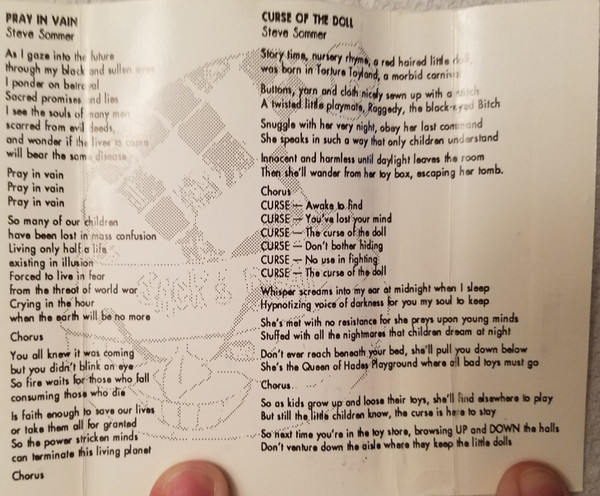 PRAY IN VAIN
Steve Sommer
As I gaze into the future
through my black and sullen eyes
I ponder on betrayal
Sacred promises and lies
I see the souls of many men
scarred from evil deeds,
and wonder if the lives to come
will bear the same disease
Pray in vain
Pray in vain
Pray in vain
So many of our children
have been lost in mass confusion
Living only half a life
existing in illusion
Forced to live in fear
from the threat of world war
Crying in the hour
when the earth will be no more
Chorus
You all knew it was coming
but you didn't blink an eye
So fire waits for those who fall
consuming those who die
Is faith enough to save our lives
or take them all for granted
So the power stricken minds
can terminate this living planet
Chorus
CURSE OF THE DOLL
Steve Sommer
Story time, nursery rhyme, a red haired little doll,
was born in Torture Toyland, a morbid
Buttons, yarn and cloth nicely sewn up with a stitch
A twisted little playmate, Raggedy, the black-eyed Bitch
Snuggle with her very night, obey her last command
She speaks in such a way that only children understand
Innocent and harmless until daylight leaves the room
Then she'll wander from her toy box, escaping her tomb.
Chorus
CURSE — Awake to find
CURSE — You've lost your mind
CURSE — The curse of the doll
CURSE — Don't bother hiding
CURSE — No use in fighting
CURSE — The curse of the doll
Whisper screams into my ear at midnight when I sleep
Hypnotizing voice of darkness for you my soul to keep
She's met with no resistance for she preys upon young minds
Stuffed with all the nightmares that children dream at night
Don't ever reach beneath your bed, she'll pull you down below
She's the Queen of Hades Playground where all bad toys must go
Chorus
So as kids grow up and loose their toys, she'll find elsewhere to play
But still the little children know, the curse is here to stay
So next time you're in the toy store, browsing UP and DOWN the halls
Don't venture down the aisle where they keep the little dolls